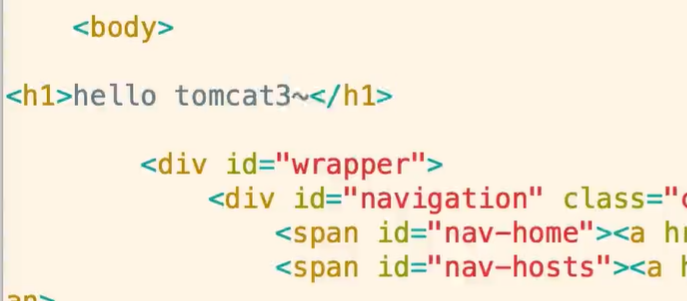 <body>
<h1>hello tomcat3~</h1>
<div id="wrapper">
<div id="navigation" class="
<span id="nav-home"><a
<span id="nav-hosts"><a
an>